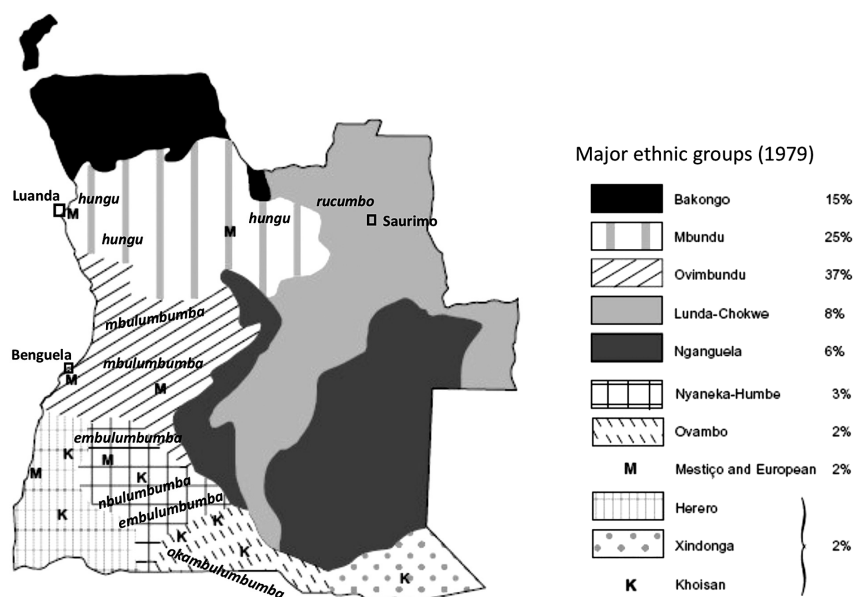 Luanda
M
hungu
hungu
hungu
M
rucumbo
Saurimo
mbulumbumba
Benguela
M
mbulumbumba
M
embulumbumba
K
M
M
K
nbulumbumba
K
embulumbumba
K
K
K
okambulumbumba
K
Major ethnic groups (1979)
Bakongo 15%
Mbundu 25%
Ovimbundu 37%
Lunda-Chokwe 8%
Nganguela 6%
Nyaneka-Humbe 3%
Ovambo 2%
M Mestiço and European 2%
Herero
Xindonga 2%
K Khoisan